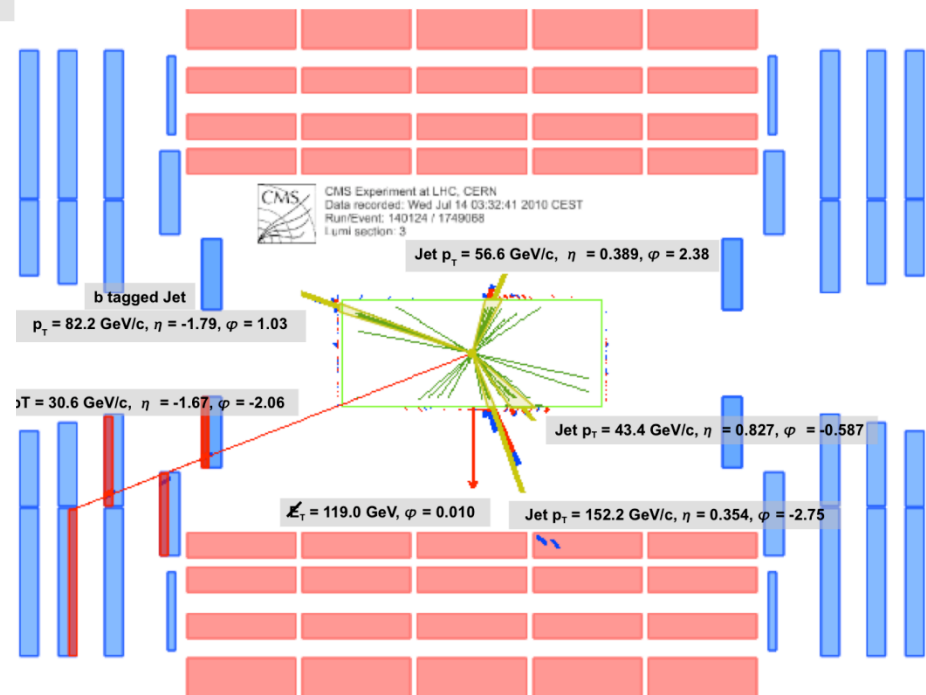 CMS
CMS Experiment at LHC, CERN
Data recorded: Wed Jul 14 03:32:41 2010 CEST
Run/Event: 140124 / 1749068
Lumi section: 3
Jet pT = 56.6 GeV/c, η = 0.389, φ = 2.38
b tagged Jet
pT = 82.2 GeV/c, η = -1.79, φ = 1.03
pT = 30.6 GeV/c, η = -1.67, φ = -2.06
Jet pT = 43.4 GeV/c, η = 0.827, φ = -0.587
E̸T = 119.0 GeV, φ = 0.010
Jet pT = 152.2 GeV/c, η = 0.354, φ = -2.75